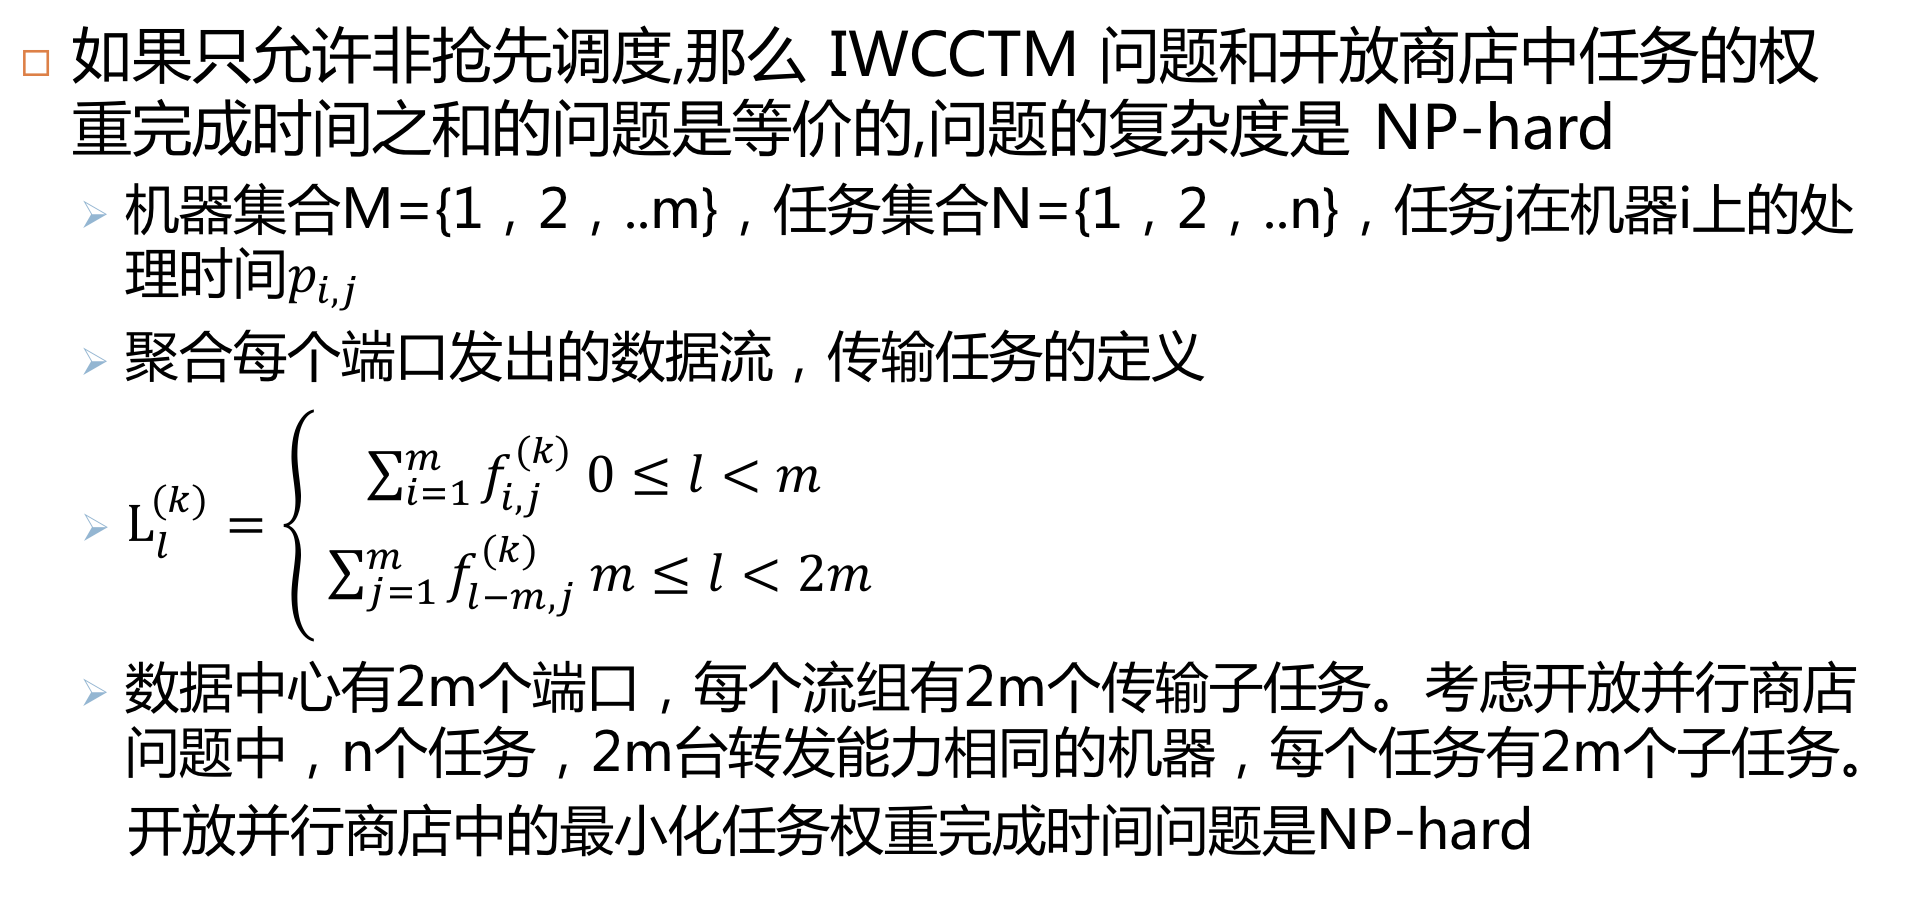 如果只允许非抢先调度,那么 IWCCTM 问题和开放商店中任务的权
重完成时间之和的问题是等价的,问题的复杂度是 NP-hard
机器集合M={1，2，..m}，任务集合N={1，2，..n}，任务j在机器i上的处
理时间$p_{i,j}$
聚合每个端口发出的数据流，传输任务的定义
$L_l^{(k)} = \begin{cases} \sum_{i=1}^{m} f_{i,j}^{(k)} \; 0 \le l < m \\ \sum_{j=1}^{m} f_{l-m,j}^{(k)} \; m \le l < 2m \end{cases}$
数据中心有2m个端口，每个流组有2m个传输子任务。考虑开放并行商店
问题中，n个任务，2m台转发能力相同的机器，每个任务有2m个子任务。
开放并行商店中的最小化任务权重完成时间问题是NP-hard